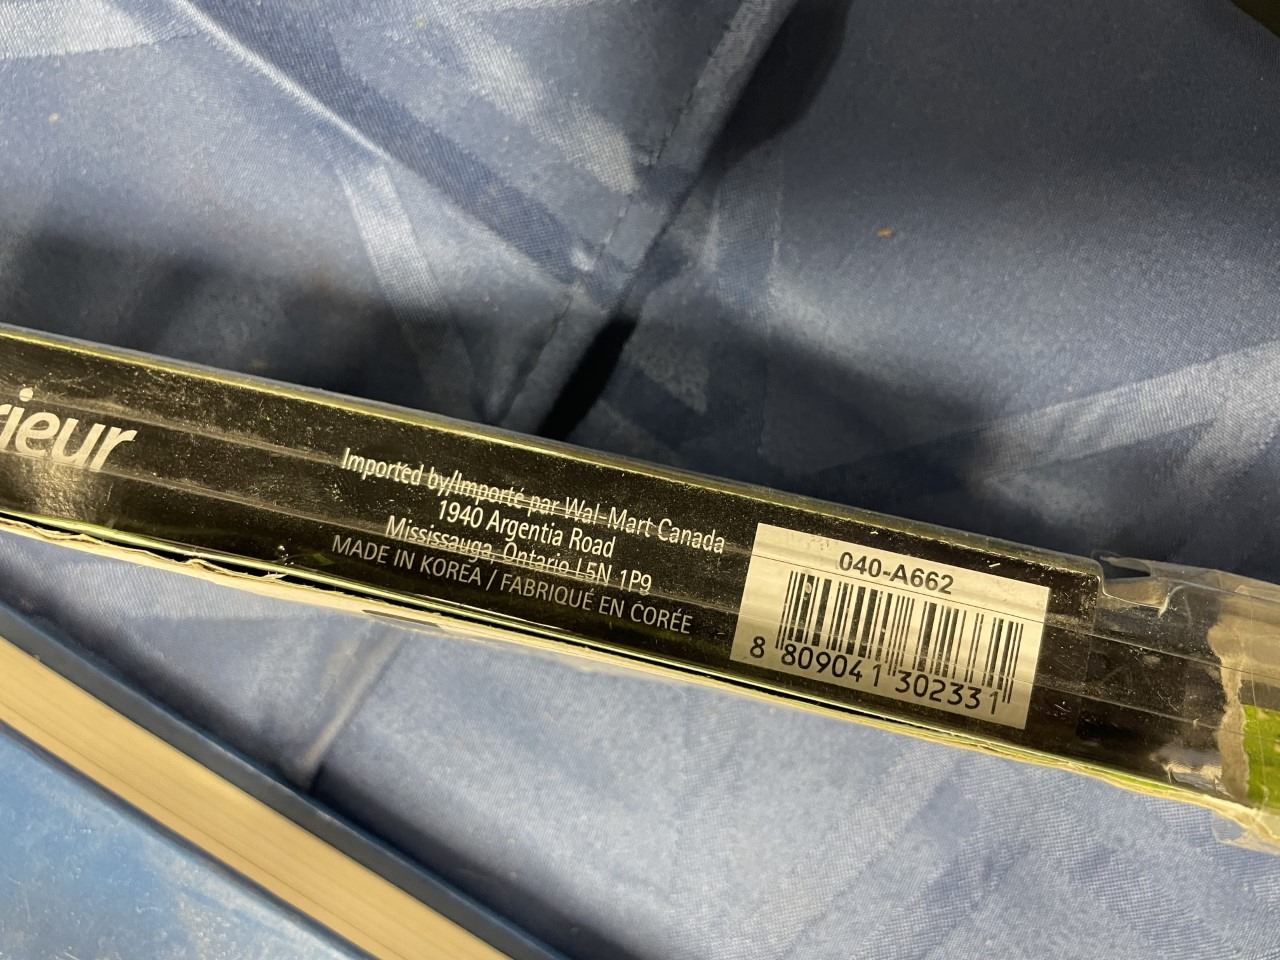 rieur
Imported by/Importé par Wal-Mart Canada
1940 Argentia Road
Mississauga, Ontario L5N 1P9
MADE IN KOREA / FABRIQUÉ EN CORÉE
040-A662
8 809041 302331